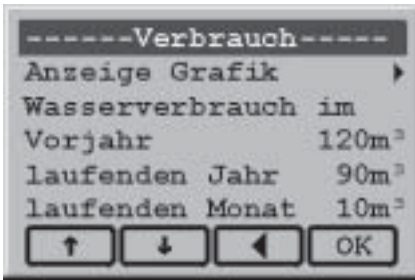 ------Verbrauch-----
Anzeige Grafik
Wasserverbrauch im
Vorjahr 120m³
laufenden Jahr 90m³
laufenden Monat 10m³
↑ ↓ ◀ OK